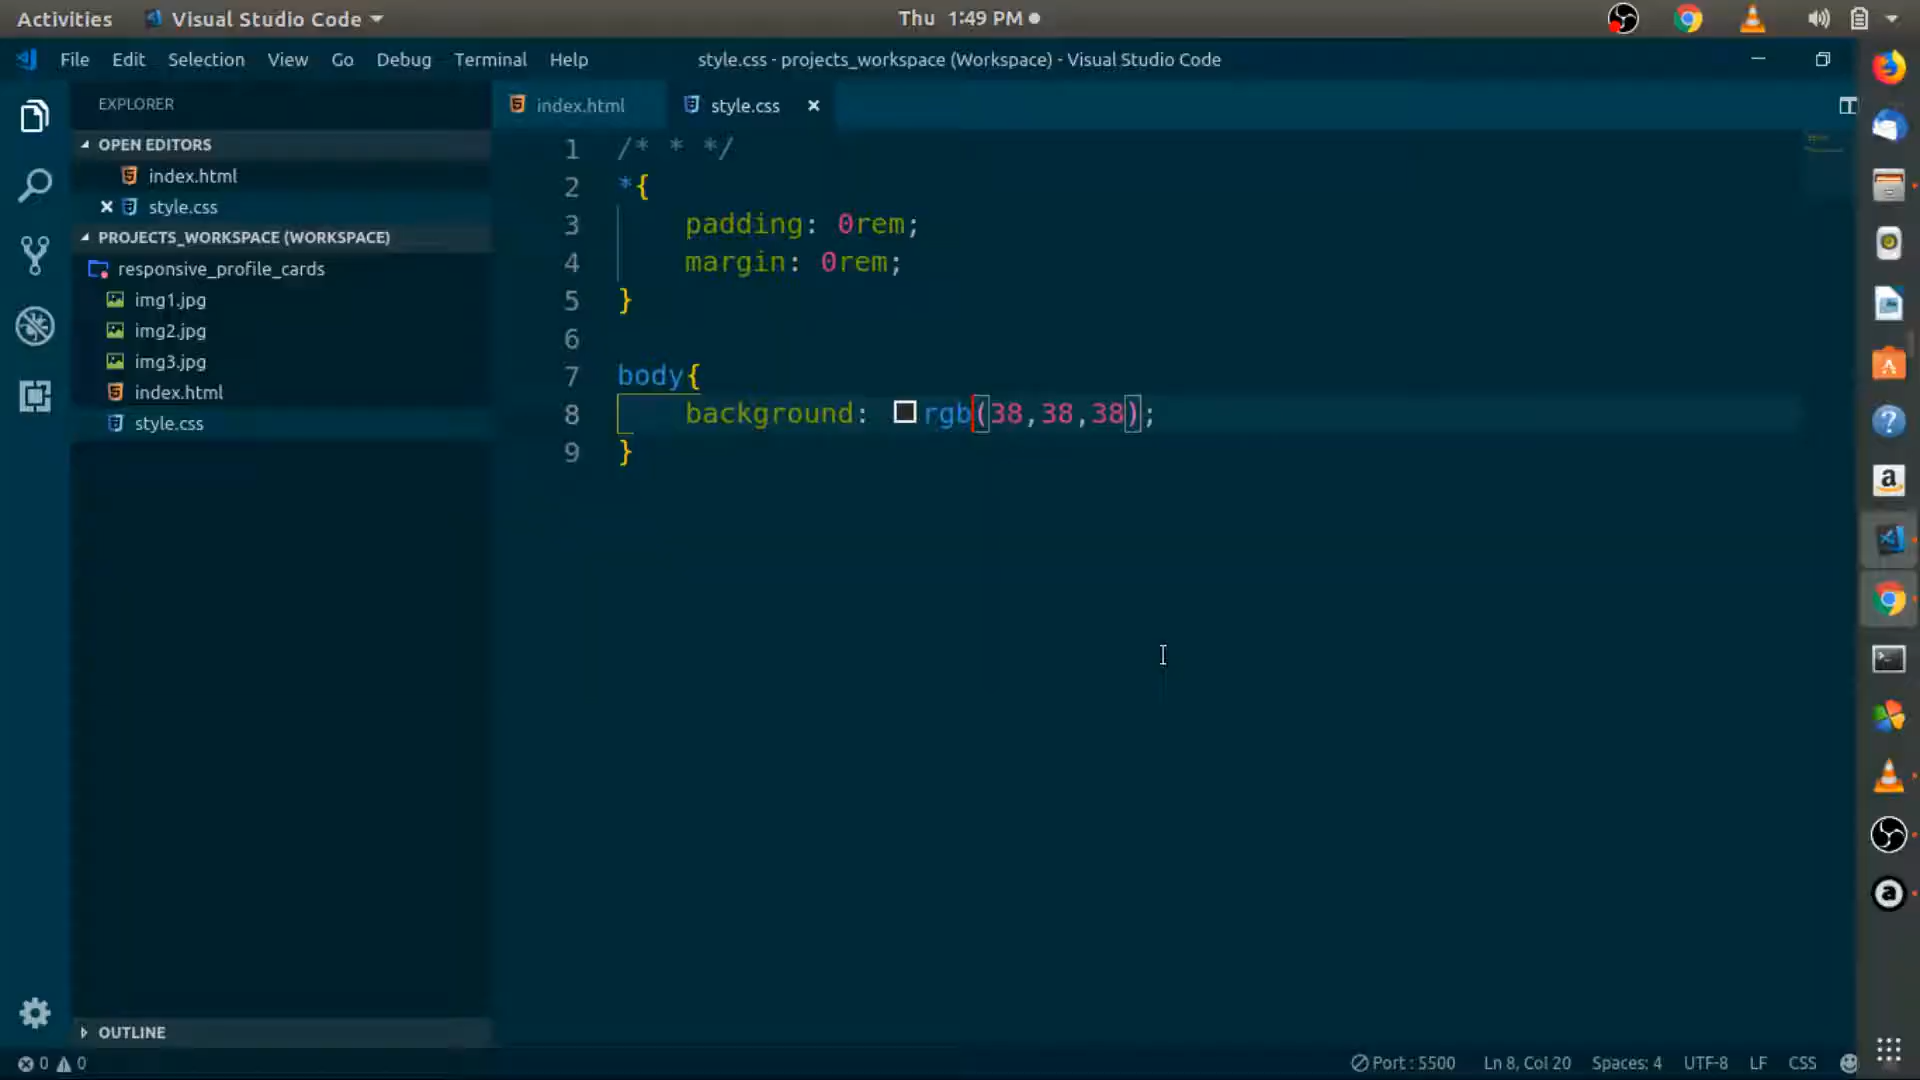 Activities Visual Studio Code Thu 1:49 PM
File Edit Selection View Go Debug Terminal Help style.css - projects_workspace (Workspace) - Visual Studio Code
EXPLORER
OPEN EDITORS
index.html
style.css
PROJECTS_WORKSPACE (WORKSPACE)
responsive_profile_cards
img1.jpg
img2.jpg
img3.jpg
index.html
style.css
OUTLINE
index.html style.css
1 /* * */
2 *{
3 padding: 0rem;
4 margin: 0rem;
5 }
6
7 body{
8 background: rgb(38,38,38);
9 }
0 0 Port : 5500 Ln 8, Col 20 Spaces: 4 UTF-8 LF CSS